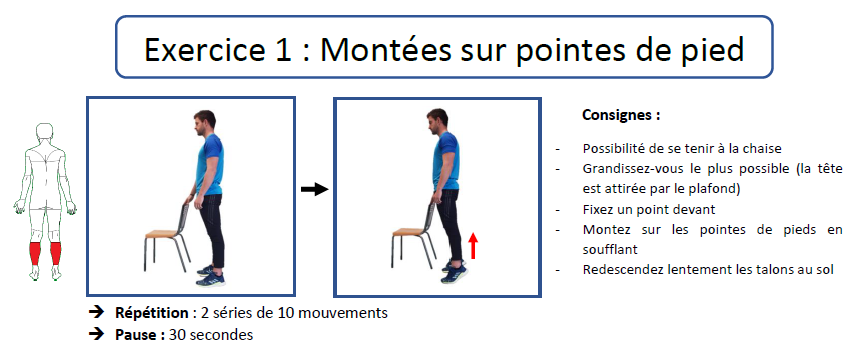 Exercice 1 : Montées sur pointes de pied
Consignes :
- Possibilité de se tenir à la chaise
- Grandissez-vous le plus possible (la tête
est attirée par le plafond)
- Fixez un point devant
- Montez sur les pointes de pieds en
soufflant
- Redescendez lentement les talons au sol
➔ Répétition : 2 séries de 10 mouvements
➔ Pause : 30 secondes